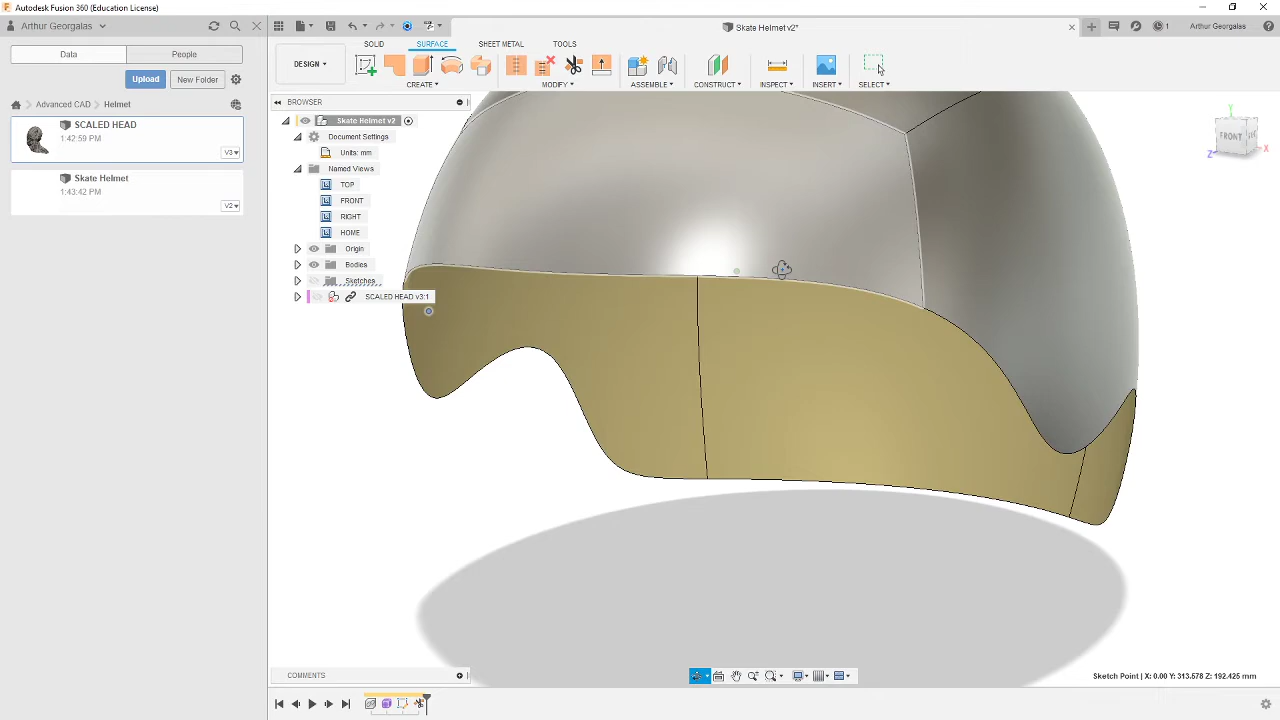 Autodesk Fusion 360 (Education License)
Arthur Georgalas
Skate Helmet v2*
1
Arthur Georgalas
Data
People
Upload
New Folder
Advanced CAD
Helmet
SCALED HEAD
1:42:59 PM
V3
Skate Helmet
1:43:42 PM
V2
SOLID
SURFACE
SHEET METAL
TOOLS
DESIGN
CREATE
MODIFY
ASSEMBLE
CONSTRUCT
INSPECT
INSERT
SELECT
BROWSER
Skate Helmet v2
Document Settings
Units: mm
Named Views
TOP
FRONT
RIGHT
HOME
Origin
Bodies
Sketches
SCALED HEAD v3:1
Y
FRONT
Z
X
COMMENTS
Sketch Point | X: 0.00 Y: 313.578 Z: 192.425 mm